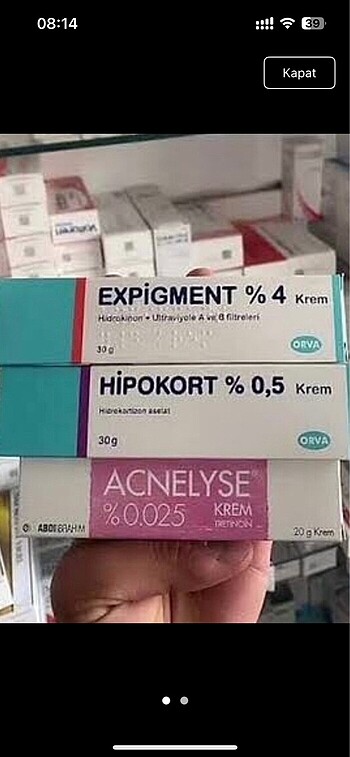 08:14
39
Kapat
Voltaren
EXPİGMENT % 4 Krem
Hidrokinon + Ultraviyole A ve B filtreleri
30 g
ORVA
HİPOKORT % 0,5 Krem
Hidrokortizon asetat
30g
ORVA
ACNELYSE®
%0.025 KREM
TRETİNOİN
ABDİ İBRAHİM
20 g Krem